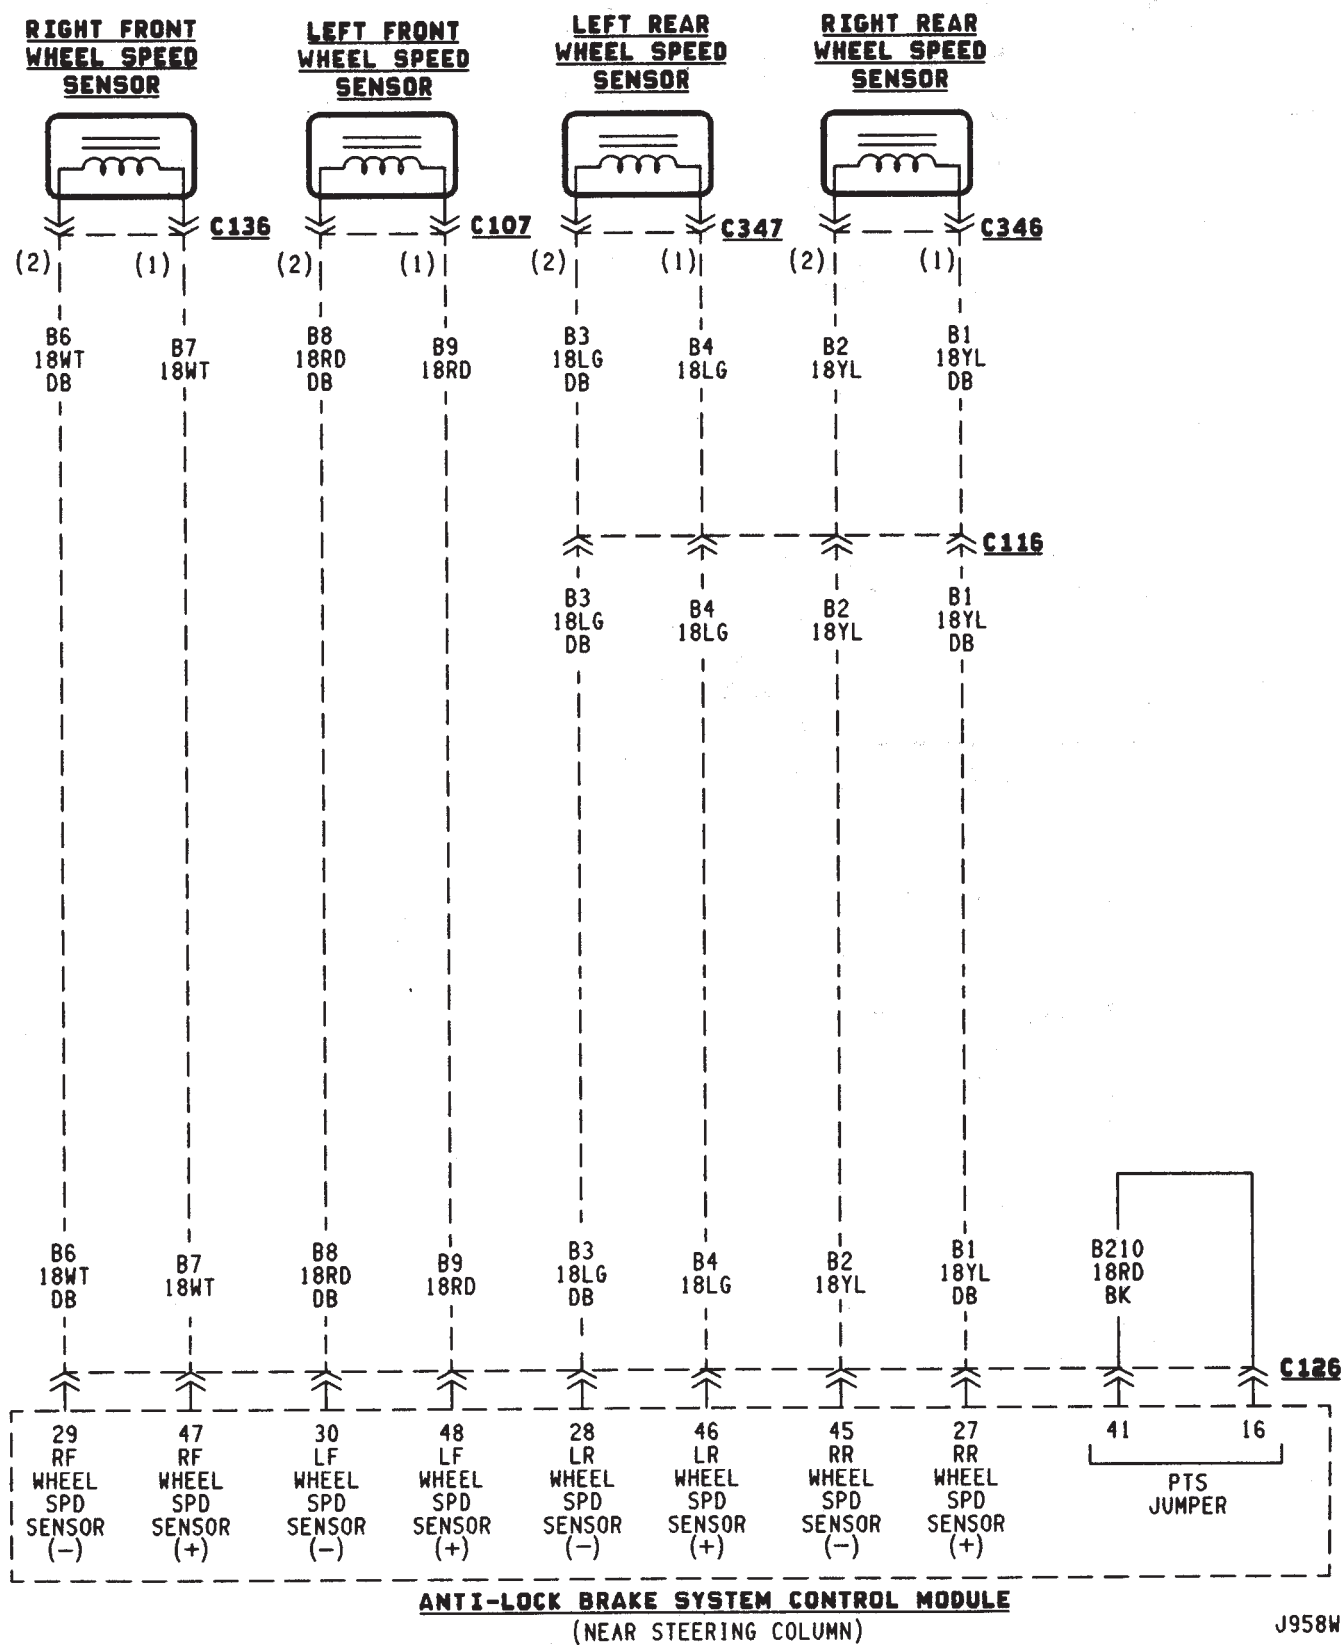 RIGHT FRONT
WHEEL SPEED
SENSOR
LEFT FRONT
WHEEL SPEED
SENSOR
LEFT REAR
WHEEL SPEED
SENSOR
RIGHT REAR
WHEEL SPEED
SENSOR
C136
C107
C347
C346
(2)
(1)
(2)
(1)
(2)
(1)
(2)
(1)
B6
18WT
DB
B7
18WT
B8
18RD
DB
B9
18RD
B3
18LG
DB
B4
18LG
B2
18YL
B1
18YL
DB
C116
B3
18LG
DB
B4
18LG
B2
18YL
B1
18YL
DB
B6
18WT
DB
B7
18WT
B8
18RD
DB
B9
18RD
B3
18LG
DB
B4
18LG
B2
18YL
B1
18YL
DB
B210
18RD
BK
C126
29
RF
WHEEL
SPD
SENSOR
(-)
47
RF
WHEEL
SPD
SENSOR
(+)
30
LF
WHEEL
SPD
SENSOR
(-)
48
LF
WHEEL
SPD
SENSOR
(+)
28
LR
WHEEL
SPD
SENSOR
(-)
46
LR
WHEEL
SPD
SENSOR
(+)
45
RR
WHEEL
SPD
SENSOR
(-)
27
RR
WHEEL
SPD
SENSOR
(+)
41
16
PTS
JUMPER
ANTI-LOCK BRAKE SYSTEM CONTROL MODULE
(NEAR STEERING COLUMN)
J958W